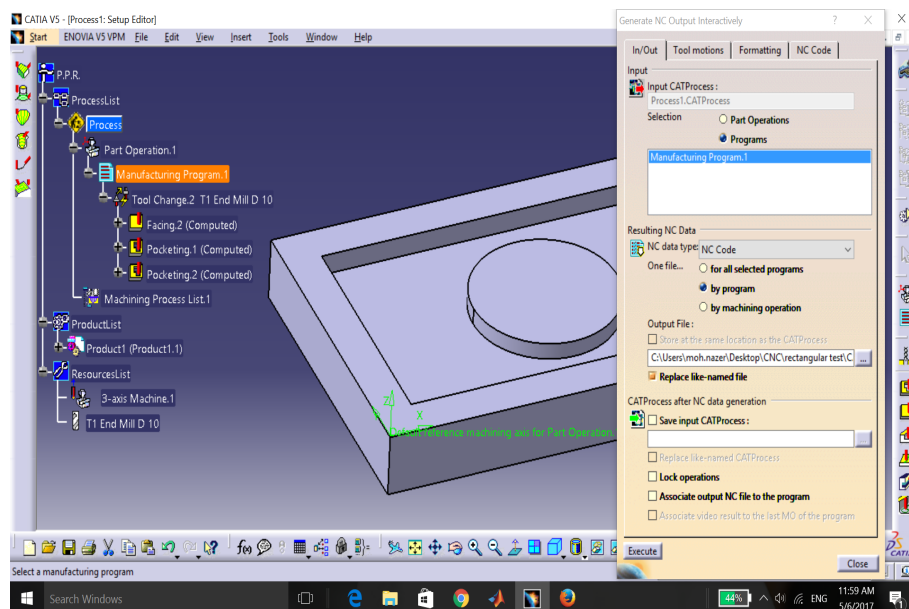 CATIA V5 - [Process1: Setup Editor]
Start ENOVIA V5 VPM File Edit View Insert Tools Window Help
P.P.R.
ProcessList
Process
Part Operation.1
Manufacturing Program.1
Tool Change.2 T1 End Mill D 10
Facing.2 (Computed)
Pocketing.1 (Computed)
Pocketing.2 (Computed)
Machining Process List.1
ProductList
Product1 (Product1.1)
ResourcesList
3-axis Machine.1
T1 End Mill D 10
Z
X
Default reference machining axis for Part Operation.
Generate NC Output Interactively ? X
In/Out Tool motions Formatting NC Code
Input
Input CATProcess :
Process1.CATProcess
Selection Part Operations
Programs
Manufacturing Program.1
Resulting NC Data
NC data type: NC Code
One file... for all selected programs
by program
by machining operation
Output File :
Store at the same location as the CATProcess
C:\Users\moh.nazer\Desktop\CNC\rectangular test\C ...
Replace like-named file
CATProcess after NC data generation
Save input CATProcess :
...
Replace like-named CATProcess
Lock operations
Associate output NC file to the program
Associate video result to the last MO of the program
Execute
Close
f(x)
Select a manufacturing program
Search Windows
44% ENG 11:59 AM
5/6/2017